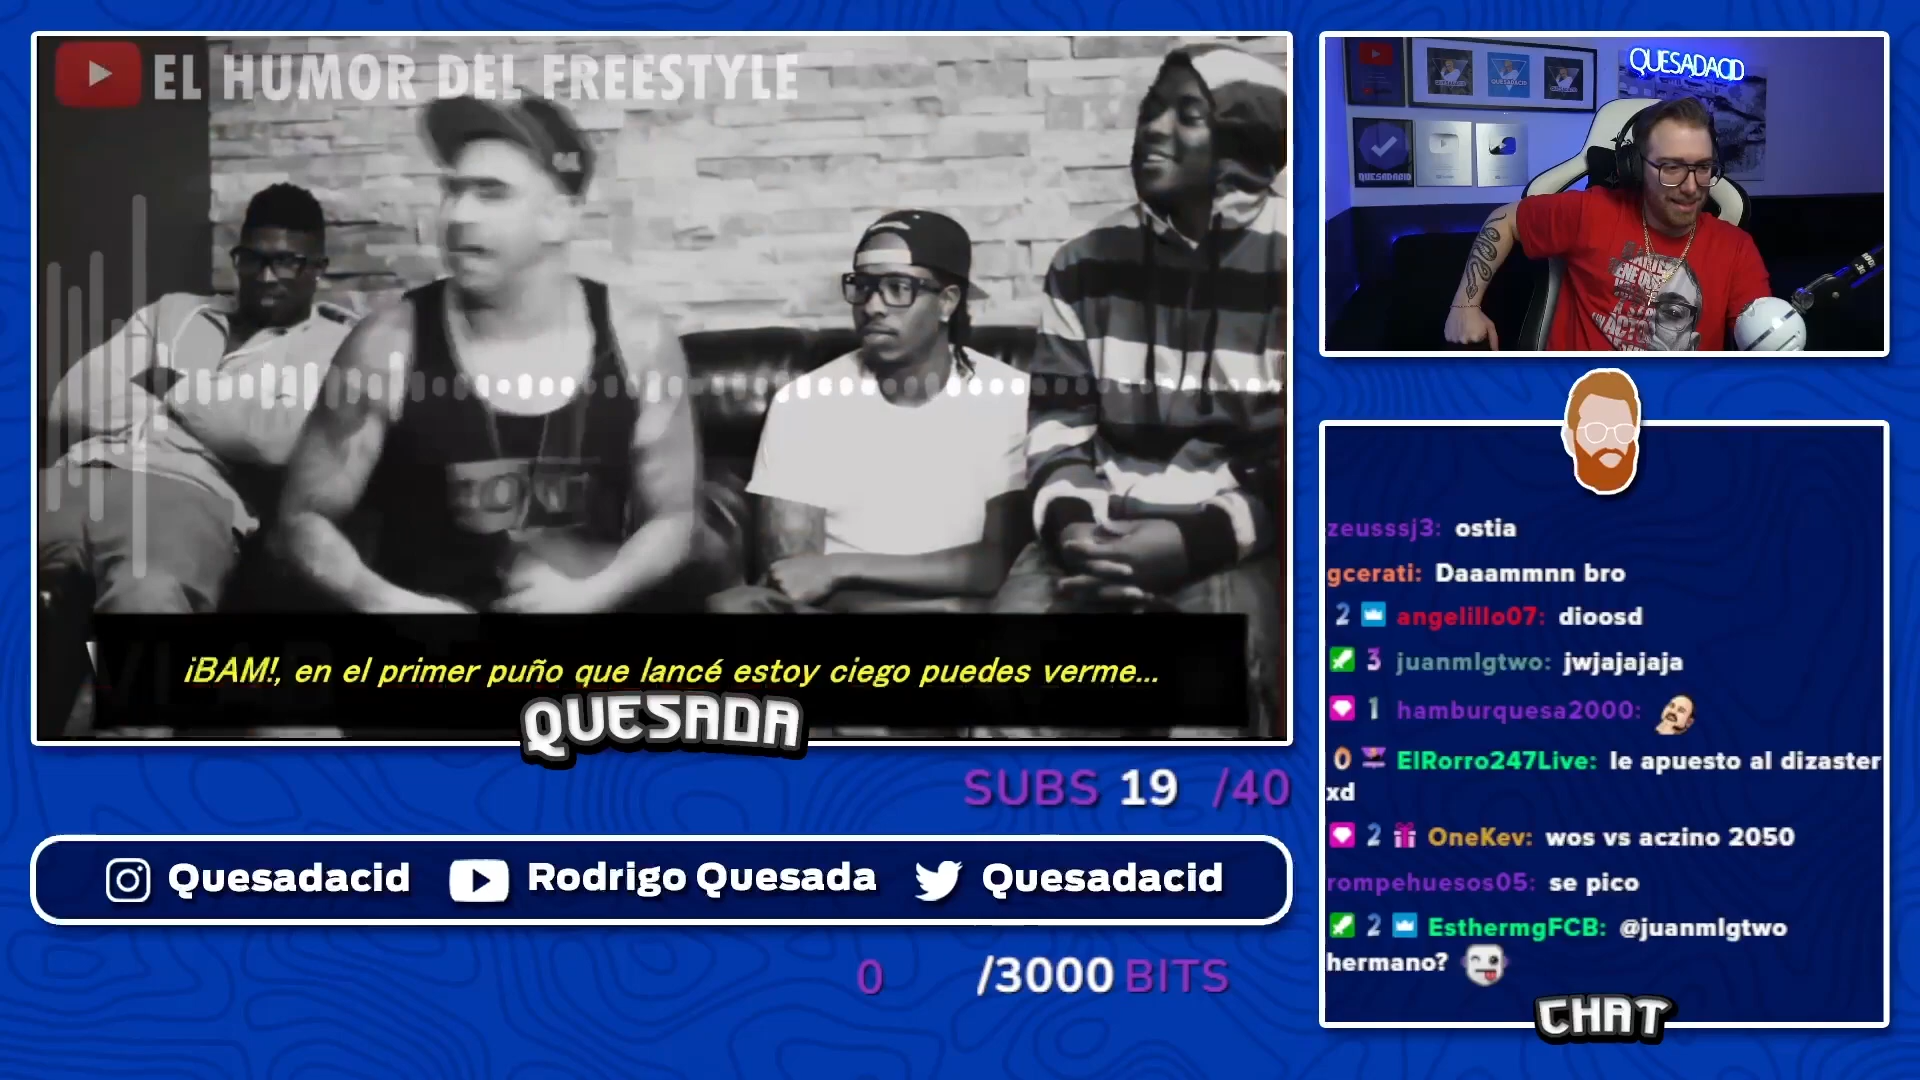 EL HUMOR DEL FREESTYLE
QUESADACID
QUESADACID
¡BAM!, en el primer puño que lancé estoy ciego puedes verme...
QUESADA
SUBS 19 /40
Quesadacid Rodrigo Quesada Quesadacid
0 /3000 BITS
zeusssj3: ostia
gcerati: Daaammnn bro
2 angelillo07: dioosd
3 juanmlgtwo: jwjajajaja
1 hamburquesa2000:
0 ElRorro247Live: le apuesto al dizaster
xd
2 OneKev: wos vs aczino 2050
rompehuesos05: se pico
2 EsthermgFCB: @juanmlgtwo
hermano?
CHAT